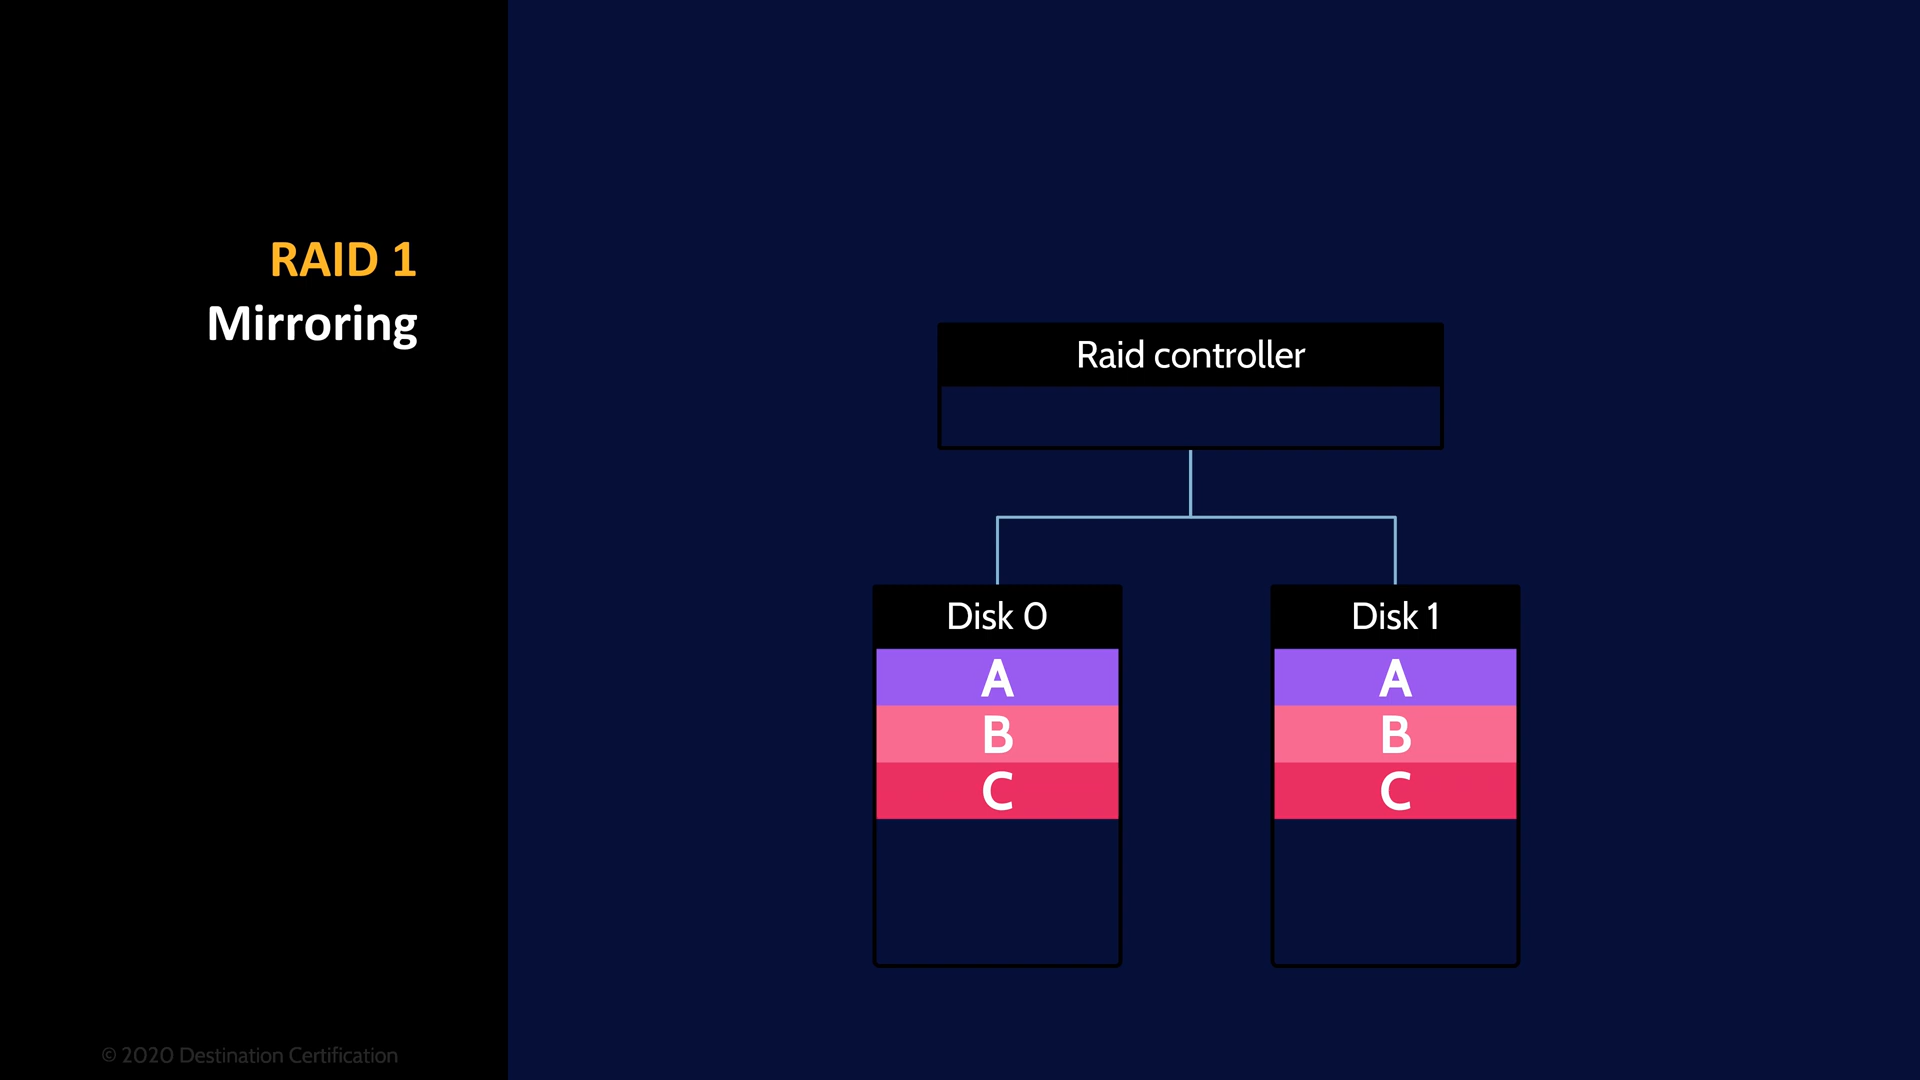 RAID 1
Mirroring
Raid controller
Disk 0
A
B
C
Disk 1
A
B
C
© 2020 Destination Certification